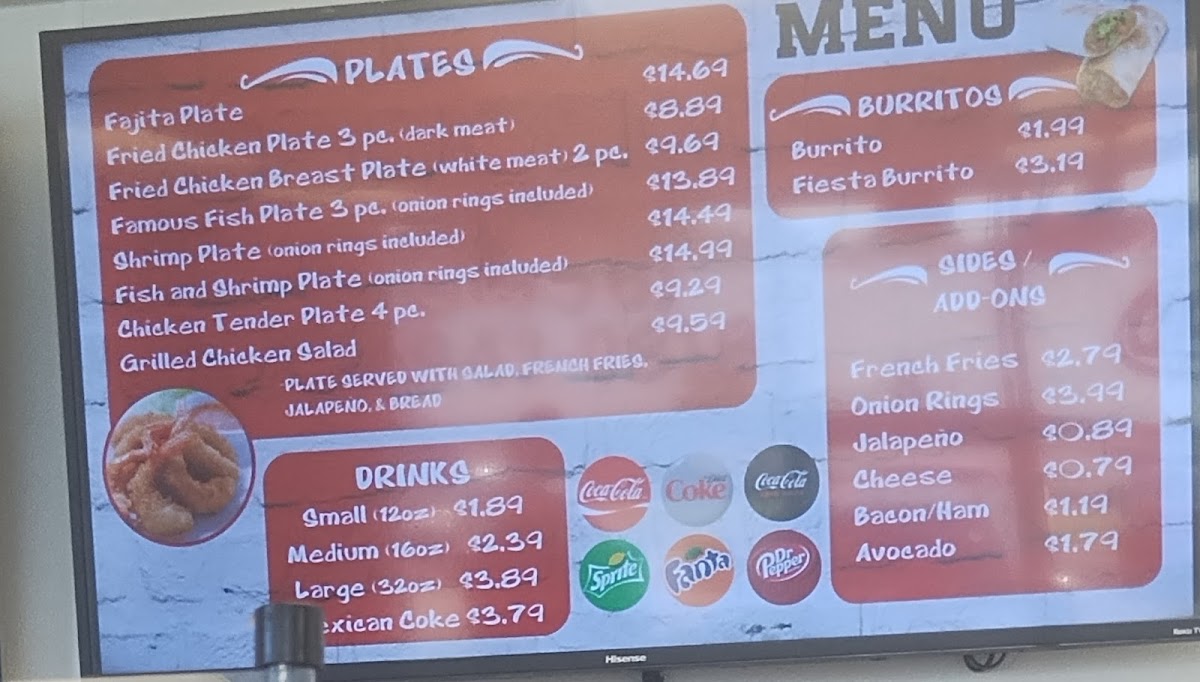 MENU
PLATES
Fajita Plate $14.69
Fried Chicken Plate 3 pc. (dark meat) $8.89
Fried Chicken Breast Plate (white meat) 2 pc. $9.69
Famous Fish Plate 3 pc. (onion rings included) $13.89
Shrimp Plate (onion rings included) $14.49
Fish and Shrimp Plate (onion rings included) $14.99
Chicken Tender Plate 4 pc. $9.29
Grilled Chicken Salad $9.59
PLATE SERVED WITH SALAD, FRENCH FRIES,
JALAPEÑO, & BREAD
BURRITOS
Burrito $1.99
Fiesta Burrito $3.19
SIDES /
ADD-ONS
French Fries $2.79
Onion Rings $3.99
Jalapeño $0.89
Cheese $0.79
Bacon/Ham $1.19
Avocado $1.79
DRINKS
Small (12oz) $1.89
Medium (16oz) $2.39
Large (32oz) $3.89
exican Coke $3.79
Coca-Cola
Coke
Coca-Cola
Sprite
Fanta
Dr Pepper
Hisense
Roku TV